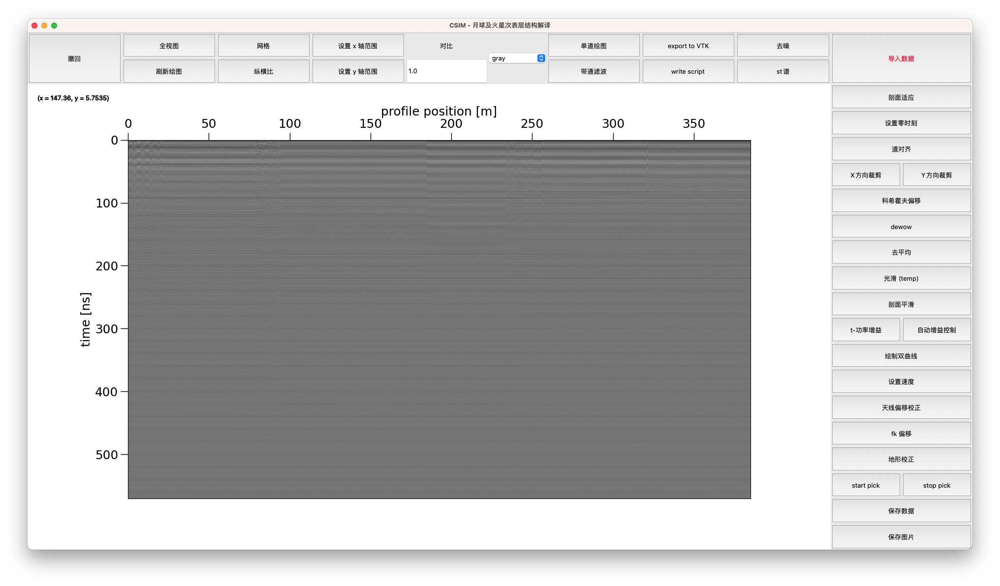 CSIM - 月球及火星次表层结构解译
撤回
全视图
网格
设置 x 轴范围
对比
单道绘图
export to VTK
去噪
导入数据
gray
刷新绘图
纵横比
设置 y 轴范围
1.0
带通滤波
write script
st 谱
(x = 147.36, y = 5.7535)
profile position [m]
0 50 100 150 200 250 300 350
0
100
200
300
400
500
time [ns]
剖面适应
设置零时刻
道对齐
X 方向裁剪
Y 方向裁剪
科希霍夫偏移
dewow
去平均
光滑 (temp)
剖面平滑
t-功率增益
自动增益控制
绘制双曲线
设置速度
天线偏移校正
fk 偏移
地形校正
start pick
stop pick
保存数据
保存图片